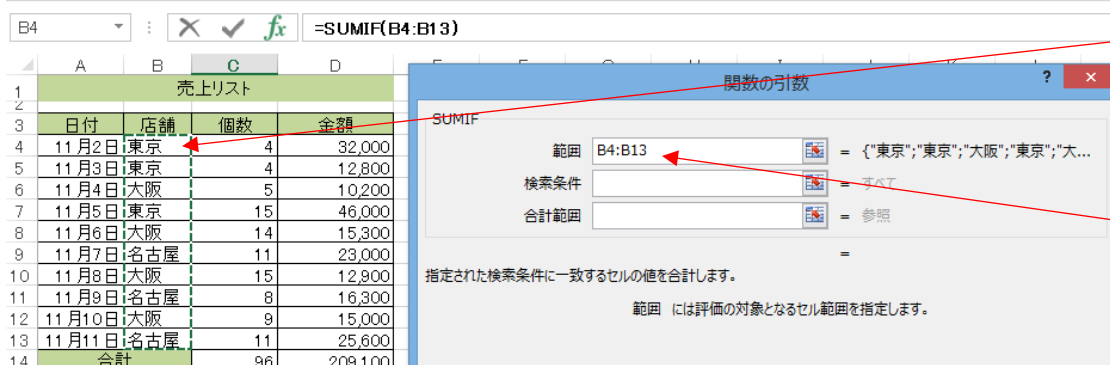 B4 =SUMIF(B4:B13)
A B C D
1 売上リスト
2
3 日付 店舗 個数 金額
4 11月2日 東京 4 32,000
5 11月3日 東京 4 12,800
6 11月4日 大阪 5 10,200
7 11月5日 東京 15 46,000
8 11月6日 大阪 14 15,300
9 11月7日 名古屋 11 23,000
10 11月8日 大阪 15 12,900
11 11月9日 名古屋 8 16,300
12 11月10日 大阪 9 15,000
13 11月11日 名古屋 11 25,600
14 合計 96 209,100
関数の引数 ? ×
SUMIF
範囲 B4:B13 = {"東京";"東京";"大阪";"東京";"大...
検索条件 = すべて
合計範囲 = 参照
=
指定された検索条件に一致するセルの値を合計します。
範囲 には評価の対象となるセル範囲を指定します。